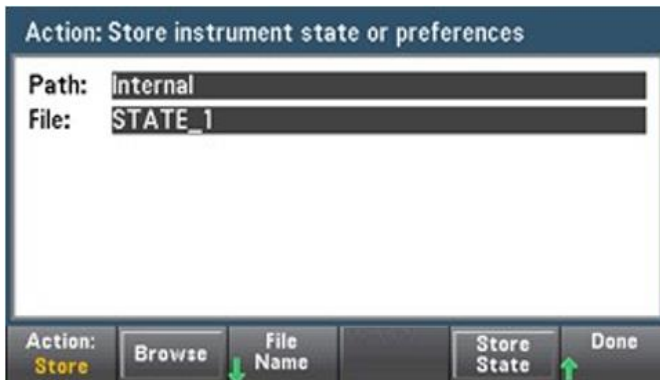 Action: Store instrument state or preferences
Path: Internal
File: STATE_1
Action: Store
Browse
File Name
Store State
Done